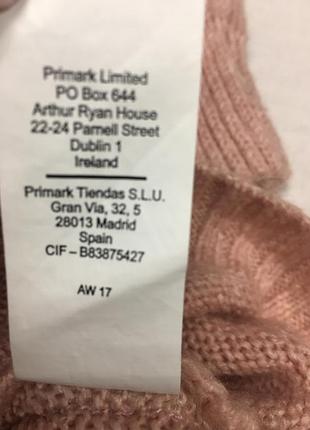 Primark Limited
PO Box 644
Arthur Ryan House
22-24 Parnell Street
Dublin 1
Ireland
Primark Tiendas S.L.U.
Gran Via, 32, 5
28013 Madrid
Spain
CIF – B83875427
AW 17